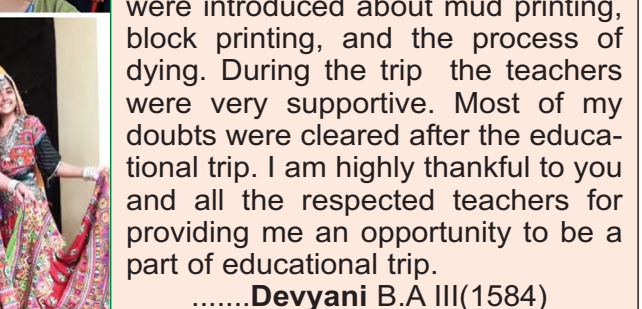 were introduced about mud printing,
block printing, and the process of
dying. During the trip the teachers
were very supportive. Most of my
doubts were cleared after the educa-
tional trip. I am highly thankful to you
and all the respected teachers for
providing me an opportunity to be a
part of educational trip.
.......Devyani B.A III(1584)